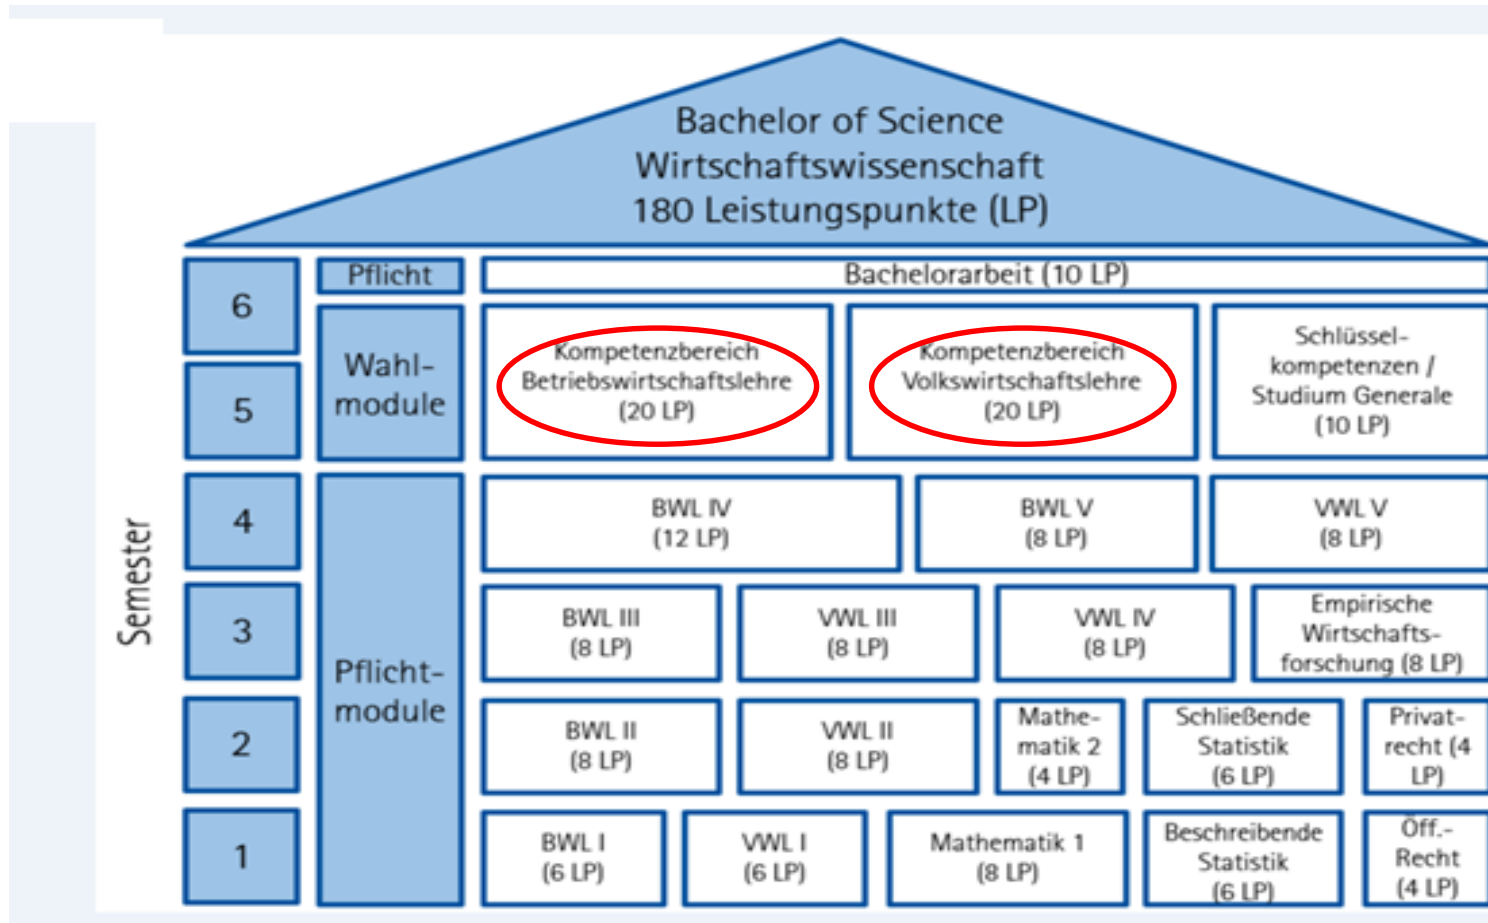 Bachelor of Science
Wirtschaftswissenschaft
180 Leistungspunkte (LP)
Semester
6
Pflicht
Bachelorarbeit (10 LP)
5
Wahl-
module
Kompetenzbereich
Betriebswirtschaftslehre
(20 LP)
Kompetenzbereich
Volkswirtschaftslehre
(20 LP)
Schlüssel-
kompetenzen /
Studium Generale
(10 LP)
4
Pflicht-
module
BWL IV
(12 LP)
BWL V
(8 LP)
VWL V
(8 LP)
3
BWL III
(8 LP)
VWL III
(8 LP)
VWL IV
(8 LP)
Empirische
Wirtschafts-
forschung (8 LP)
2
BWL II
(8 LP)
VWL II
(8 LP)
Mathe-
matik 2
(4 LP)
Schließende
Statistik
(6 LP)
Privat-
recht (4
LP)
1
BWL I
(6 LP)
VWL I
(6 LP)
Mathematik 1
(8 LP)
Beschreibende
Statistik
(6 LP)
Öff.-
Recht
(4 LP)